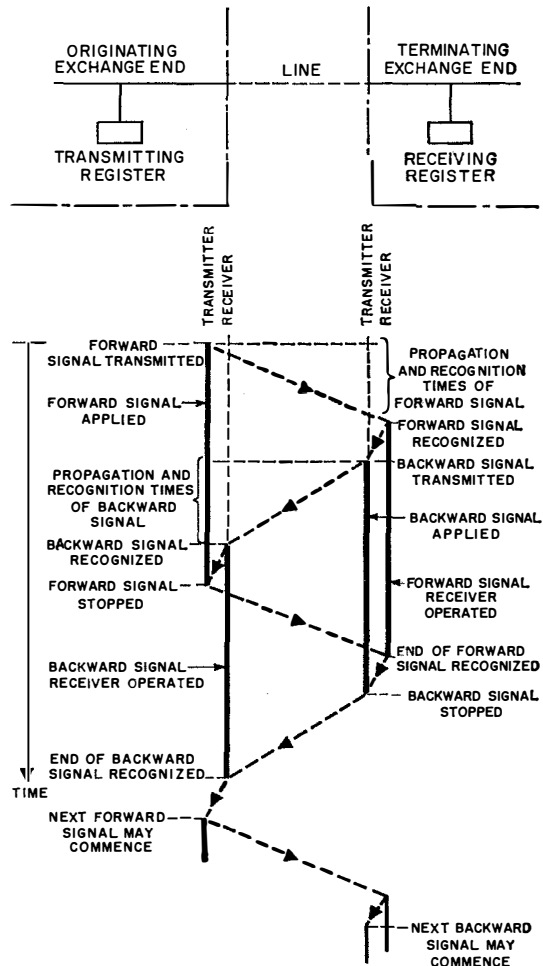 ORIGINATING
EXCHANGE END
LINE
TERMINATING
EXCHANGE END
TRANSMITTING
REGISTER
RECEIVING
REGISTER
TRANSMITTER
RECEIVER
TRANSMITTER
RECEIVER
FORWARD
SIGNAL TRANSMITTED
PROPAGATION
AND RECOGNITION
TIMES OF
FORWARD SIGNAL
FORWARD SIGNAL
APPLIED
FORWARD SIGNAL
RECOGNIZED
PROPAGATION AND
RECOGNITION TIMES
OF BACKWARD
SIGNAL
BACKWARD SIGNAL
TRANSMITTED
BACKWARD SIGNAL
APPLIED
BACKWARD SIGNAL
RECOGNIZED
FORWARD SIGNAL
STOPPED
FORWARD SIGNAL
RECEIVER
OPERATED
END OF FORWARD
SIGNAL RECOGNIZED
BACKWARD SIGNAL
RECEIVER OPERATED
BACKWARD SIGNAL
STOPPED
END OF BACKWARD
SIGNAL RECOGNIZED
TIME
NEXT FORWARD
SIGNAL MAY
COMMENCE
NEXT BACKWARD
SIGNAL MAY
COMMENCE